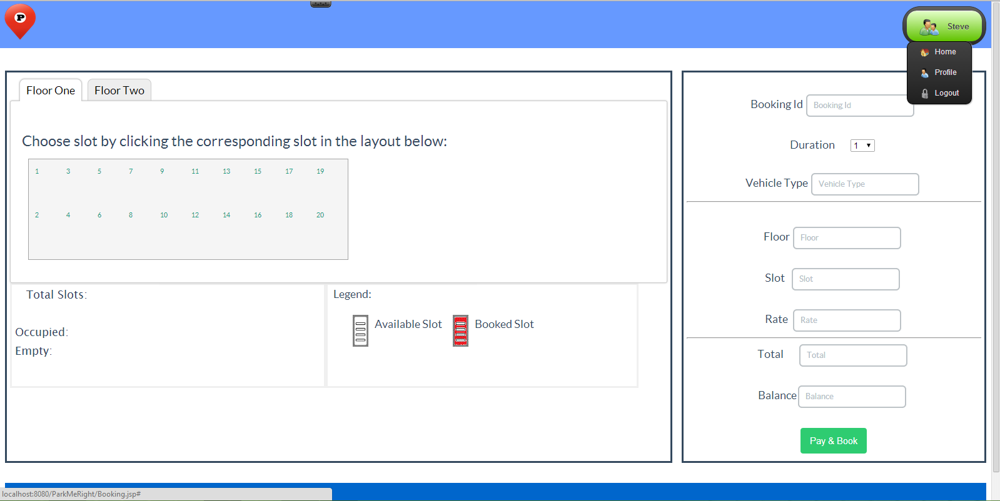 P
Steve
Home
Profile
Logout
Floor One
Floor Two
Choose slot by clicking the corresponding slot in the layout below:
1 3 5 7 9 11 13 15 17 19
2 4 6 8 10 12 14 16 18 20
Total Slots:
Occupied:
Empty:
Legend:
Available Slot
Booked Slot
Booking Id Booking Id
Duration 1
Vehicle Type Vehicle Type
Floor Floor
Slot Slot
Rate Rate
Total Total
Balance Balance
Pay & Book
localhost:8080/ParkMeRight/Booking.jsp#